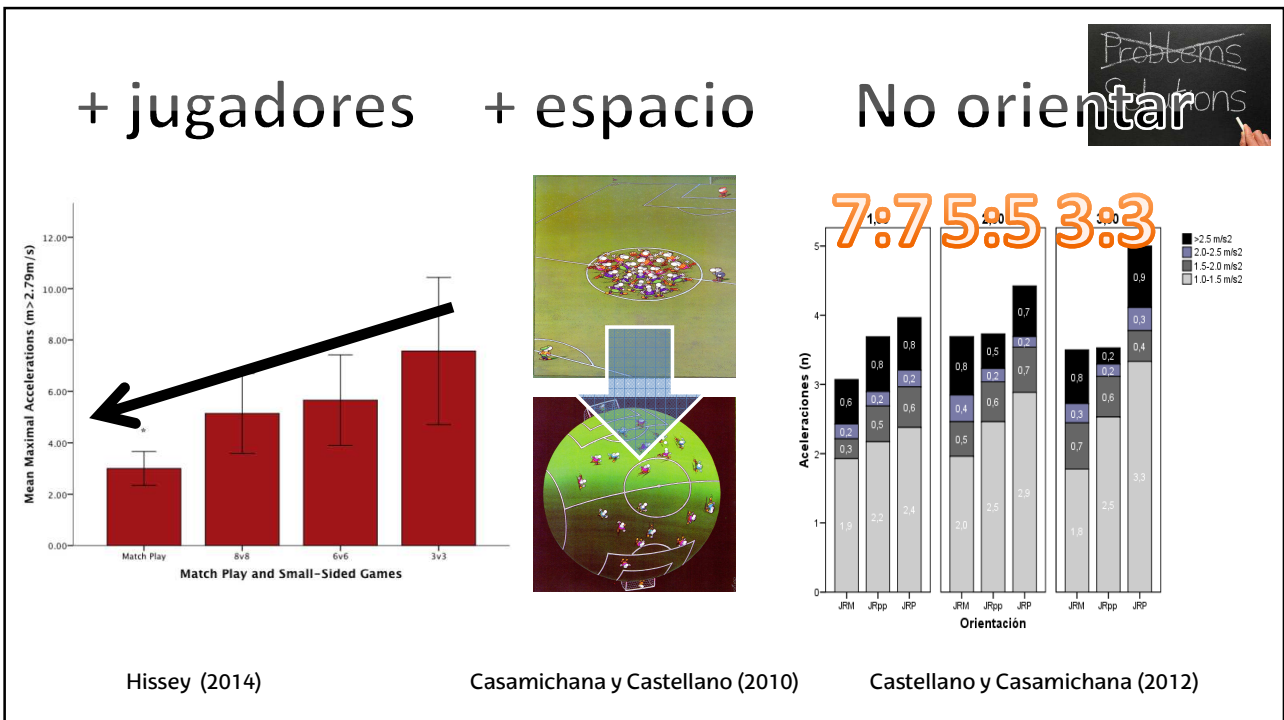 + jugadores
+ espacio
No orientar
Problems
Solutions
Mean Maximal Accelerations (m>2.79m/s)
12.00
10.00
8.00
6.00
4.00
2.00
0.00
*
Match Play
8v8
6v6
3v3
Match Play and Small-Sided Games
7:7
5:5
3:3
Aceleraciones (n)
5
4
3
2
1
0
0,6
0,2
0,3
1,9
0,8
0,2
0,5
2,2
0,8
0,2
0,6
2,4
0,8
0,4
0,5
2,0
0,5
0,2
0,6
2,5
0,7
0,2
0,7
2,9
0,8
0,3
0,7
1,8
0,2
0,2
0,6
2,5
0,9
0,3
0,4
3,3
JRM
JRpp
JRP
JRM
JRpp
JRP
JRM
JRpp
JRP
Orientación
>2.5 m/s2
2.0-2.5 m/s2
1.5-2.0 m/s2
1.0-1.5 m/s2
Hissey (2014)
Casamichana y Castellano (2010)
Castellano y Casamichana (2012)